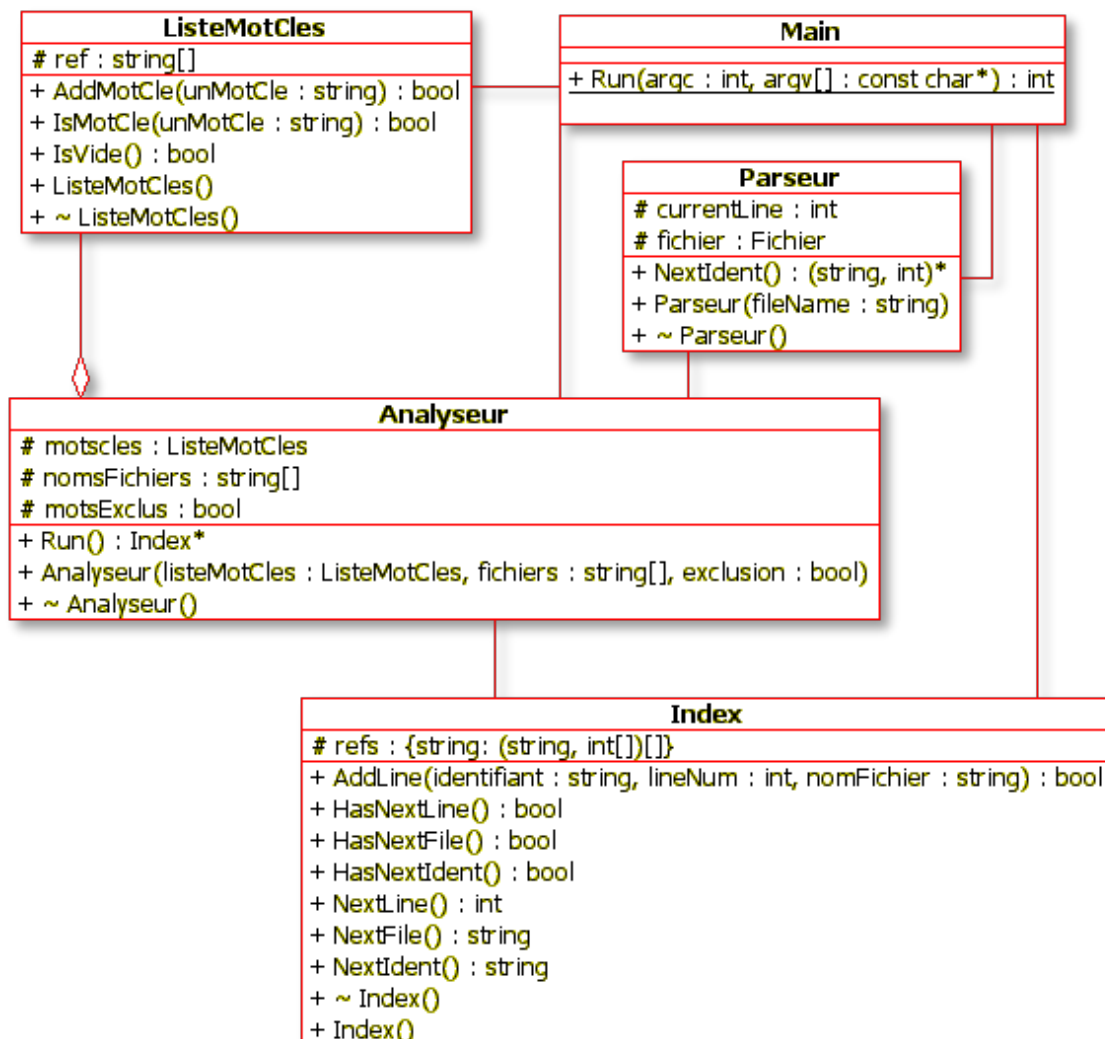 ListeMotCles
# ref : string[]
+ AddMotCle(unMotCle : string) : bool
+ IsMotCle(unMotCle : string) : bool
+ IsVide() : bool
+ ListeMotCles()
+ ~ ListeMotCles()
Main
+ Run(argc : int, argv[] : const char*) : int
Parseur
# currentLine : int
# fichier : Fichier
+ NextIdent() : (string, int)*
+ Parseur(fileName : string)
+ ~ Parseur()
Analyseur
# motscles : ListeMotCles
# nomsFichiers : string[]
# motsExclus : bool
+ Run() : Index*
+ Analyseur(listeMotCles : ListeMotCles, fichiers : string[], exclusion : bool)
+ ~ Analyseur()
Index
# refs : {string: (string, int[])[]}
+ AddLine(identifiant : string, lineNum : int, nomFichier : string) : bool
+ HasNextLine() : bool
+ HasNextFile() : bool
+ HasNextIdent() : bool
+ NextLine() : int
+ NextFile() : string
+ NextIdent() : string
+ ~ Index()
+ Index()